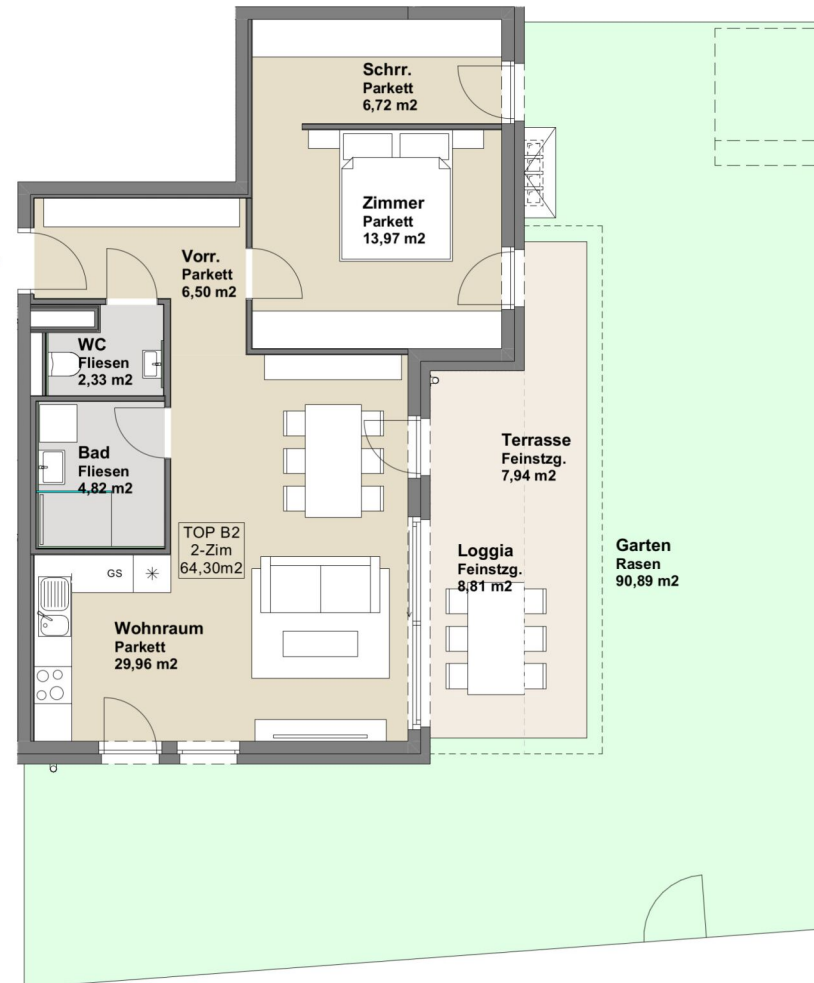 Schrr.
Parkett
6,72 m2
Zimmer
Parkett
13,97 m2
Vorr.
Parkett
6,50 m2
WC
Fliesen
2,33 m2
Bad
Fliesen
4,82 m2
TOP B2
2-Zim
64,30m2
GS
Wohnraum
Parkett
29,96 m2
Terrasse
Feinstzg.
7,94 m2
Loggia
Feinstzg.
8,81 m2
Garten
Rasen
90,89 m2